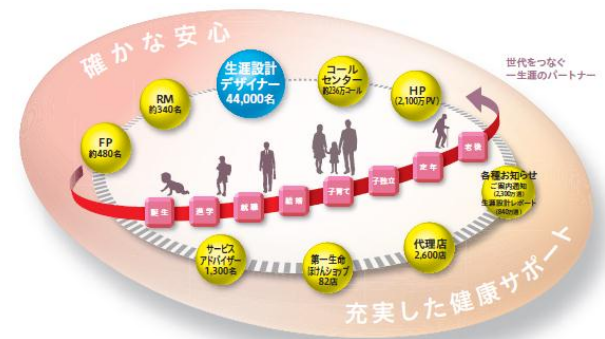 確かな安心
生涯設計
デザイナー
44,000名
コール
センター
約236万コール
HP
(2,100万PV)
世代をつなぐ
一生涯のパートナー
RM
約340名
FP
約480名
誕生
進学
就職
結婚
子育て
子独立
定年
老後
各種お知らせ
ご案内通知
(2,300万通)
生涯設計レポート
(840万通)
サービス
アドバイザー
1,300名
第一生命
ほけんショップ
82店
代理店
2,600店
充実した健康サポート